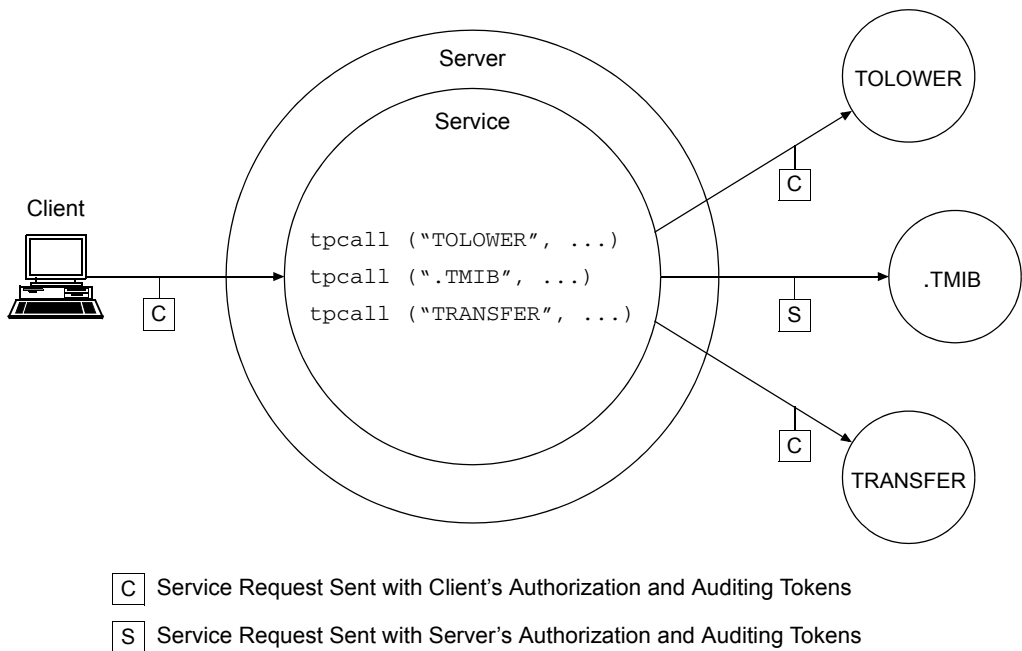 Server
Service
TOLOWER
C
Client
tpcall (“TOLOWER”, ...)
tpcall (“.TMIB”, ...)
tpcall (“TRANSFER”, ...)
C
.TMIB
S
C
TRANSFER
C Service Request Sent with Client’s Authorization and Auditing Tokens
S Service Request Sent with Server’s Authorization and Auditing Tokens